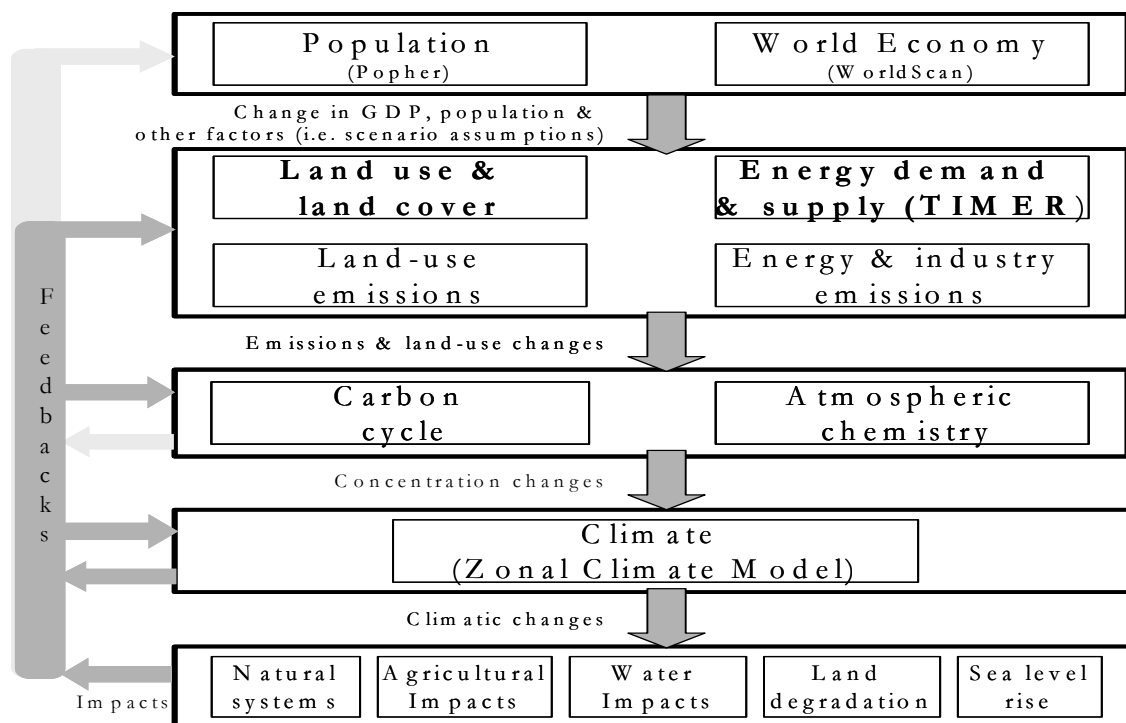 Population
(Popher)
World Economy
(WorldScan)
Change in GDP, population &
other factors (i.e. scenario assumptions)
Land use &
land cover
Energy demand
& supply (TIMER)
Land-use
emissions
Energy & industry
emissions
Emissions & land-use changes
Carbon
cycle
Atmospheric
chemistry
Concentration changes
Climate
(Zonal Climate Model)
Climatic changes
Natural
systems
Agricultural
Impacts
Water
Impacts
Land
degradation
Sea level
rise
Impacts
Feedbacks